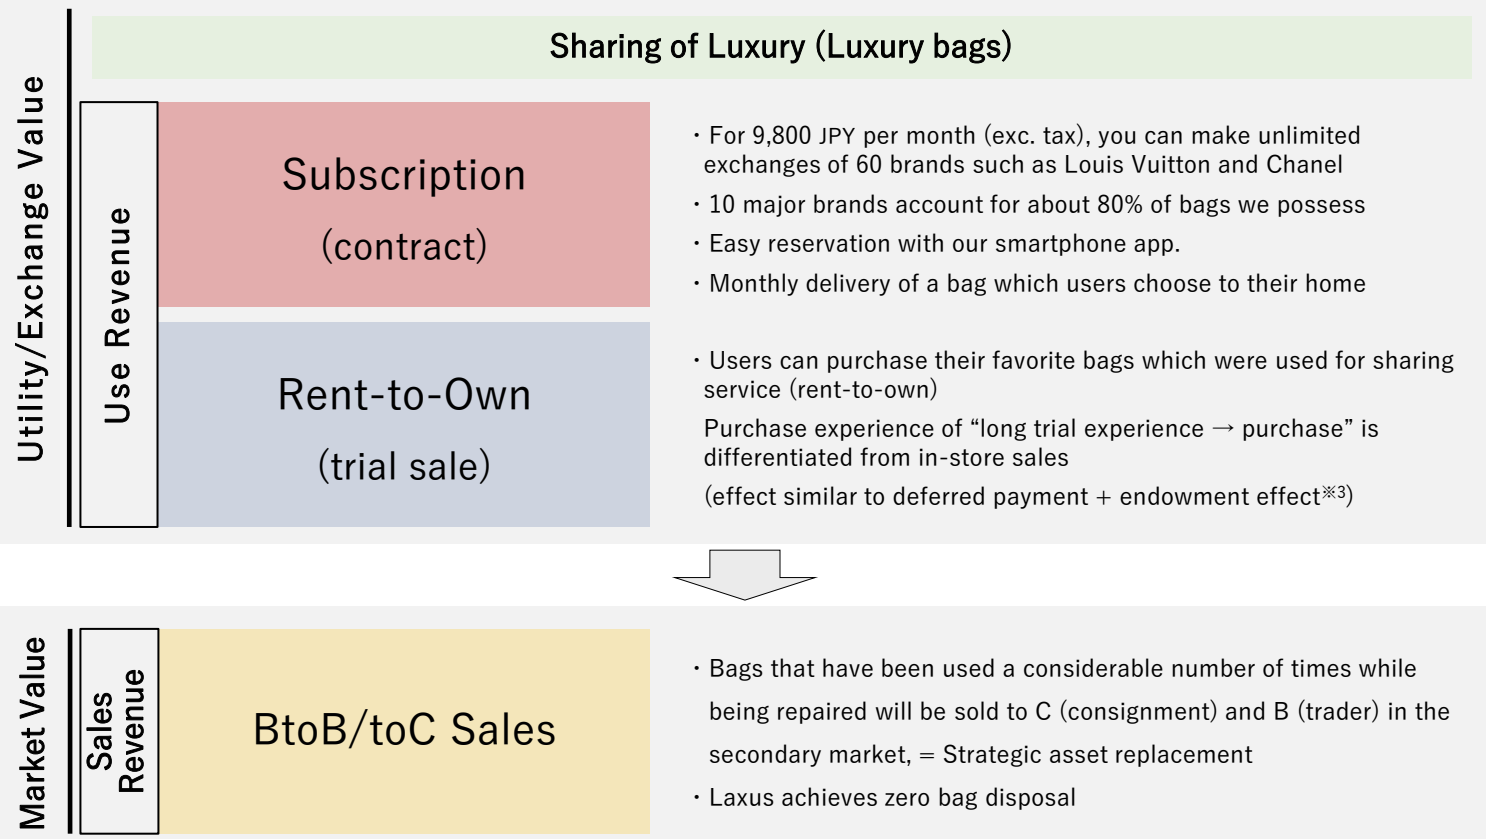 Sharing of Luxury (Luxury bags)
Utility/Exchange Value
Use Revenue
Subscription
(contract)
・For 9,800 JPY per month (exc. tax), you can make unlimited
exchanges of 60 brands such as Louis Vuitton and Chanel
・10 major brands account for about 80% of bags we possess
・Easy reservation with our smartphone app.
・Monthly delivery of a bag which users choose to their home
Rent-to-Own
(trial sale)
・Users can purchase their favorite bags which were used for sharing
service (rent-to-own)
Purchase experience of “long trial experience → purchase” is
differentiated from in-store sales
(effect similar to deferred payment + endowment effect※3)
Market Value
Sales
Revenue
BtoB/toC Sales
・Bags that have been used a considerable number of times while
being repaired will be sold to C (consignment) and B (trader) in the
secondary market, = Strategic asset replacement
・Laxus achieves zero bag disposal